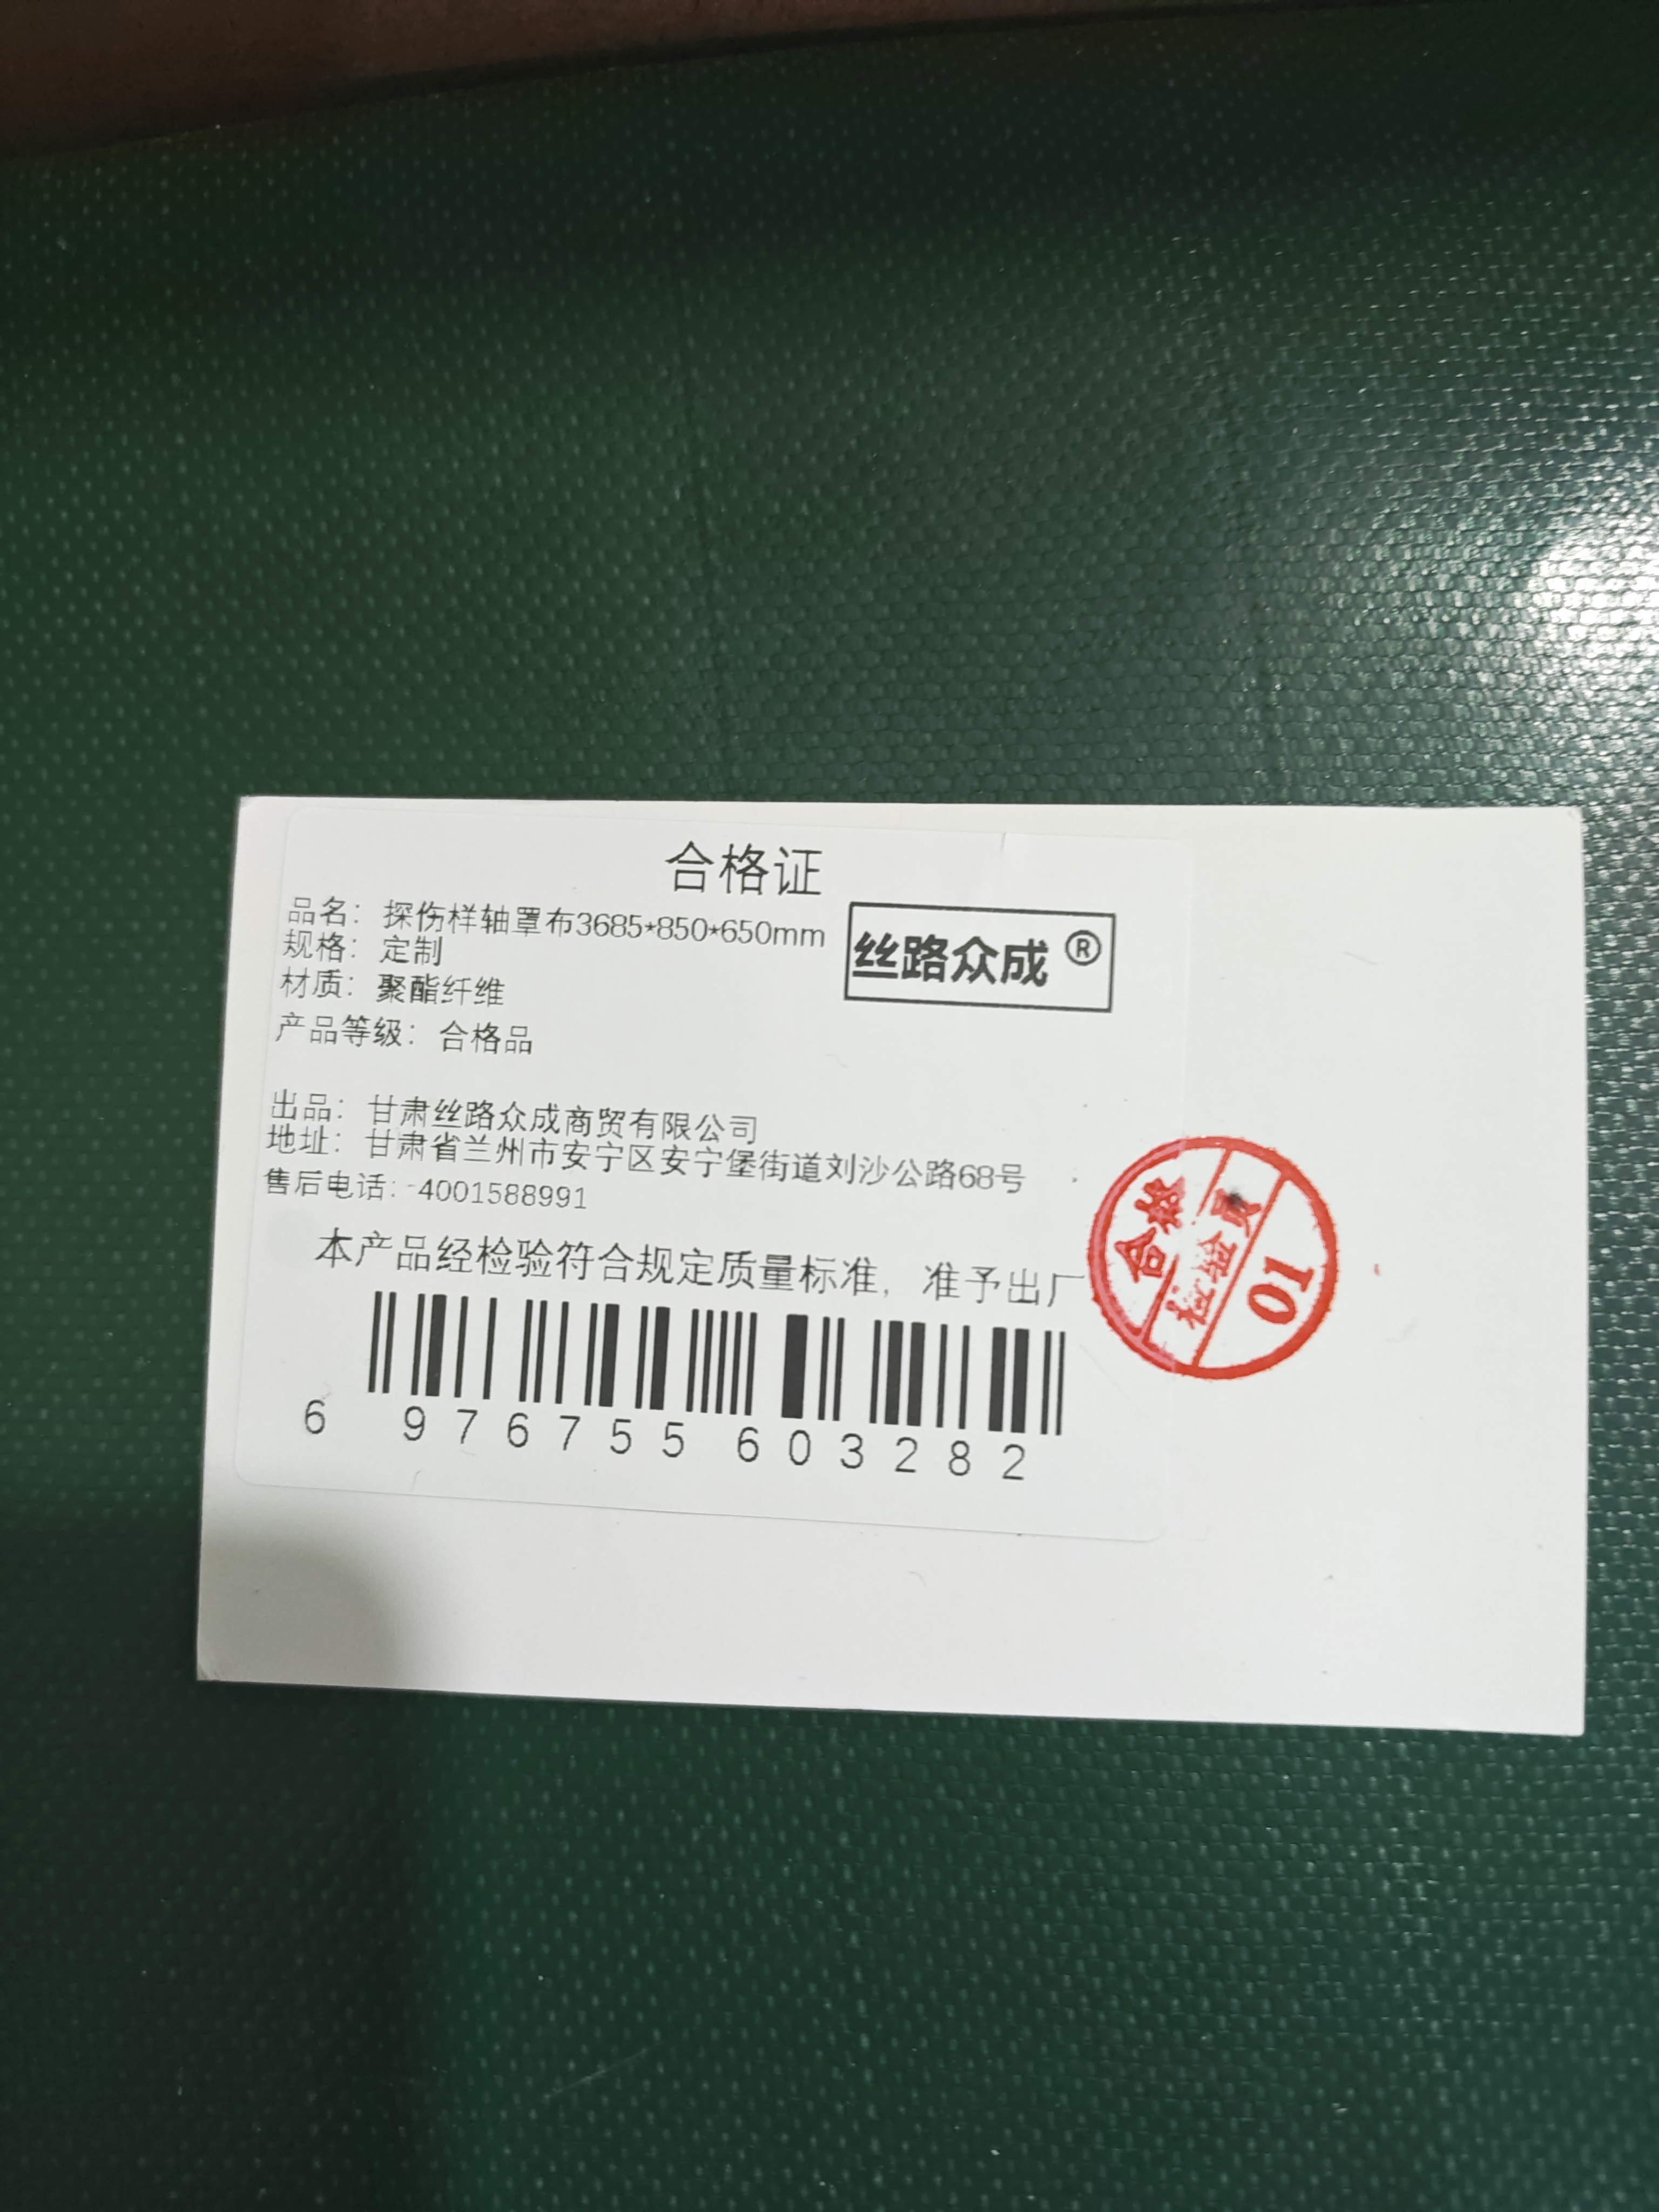 合格证
品名：探伤样轴罩布3685*850*650mm
规格：定制
丝路众成®
材质：聚酯纤维
产品等级：合格品
出品：甘肃丝路众成商贸有限公司
地址：甘肃省兰州市安宁区安宁堡街道刘沙公路68号
售后电话：4001588991
本产品经检验符合规定质量标准，准予出厂
合格
检验员
01
6 976755 603282